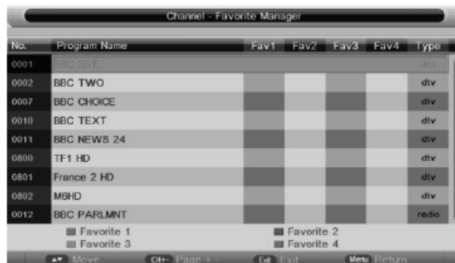 Channel - Favorite Manager
No. Program Name Fav1 Fav2 Fav3 Fav4 Type
0001 dtv
0002 BBC TWO dtv
0007 BBC CHOICE dtv
0010 BBC TEXT dtv
0011 BBC NEWS 24 dtv
0800 TF1 HD dtv
0801 France 2 HD dtv
0802 M6HD dtv
0012 BBC PARLMNT radio
Favorite 1 Favorite 2
Favorite 3 Favorite 4
Move CH+- Page + - Exit Exit Menu Return